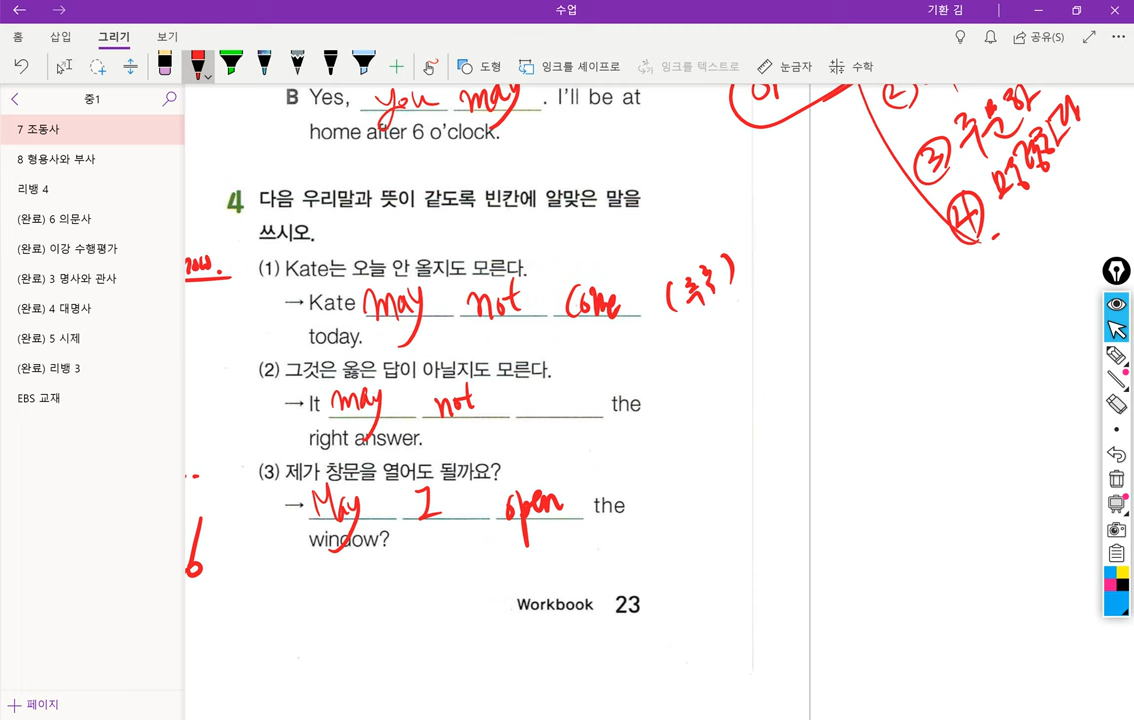 수업
기환 김
홈 삽입 그리기 보기
공유(S)
도형 잉크를 셰이프로 잉크를 텍스트로 눈금자 수학
중1
7 조동사
8 형용사와 부사
리뱅 4
(완료) 6 의문사
(완료) 이강 수행평가
(완료) 3 명사와 관사
(완료) 4 대명사
(완료) 5 시제
(완료) 리뱅 3
EBS 교재
페이지
B Yes, you may. I'll be at
home after 6 o'clock.
4 다음 우리말과 뜻이 같도록 빈칸에 알맞은 말을
쓰시오.
(1) Kate는 오늘 안 올지도 모른다.
→ Kate may not come (추측)
today.
(2) 그것은 옳은 답이 아닐지도 모른다.
→ It may not the
right answer.
(3) 제가 창문을 열어도 될까요?
→ May I open the
window?
Workbook 23
②
③
④
6